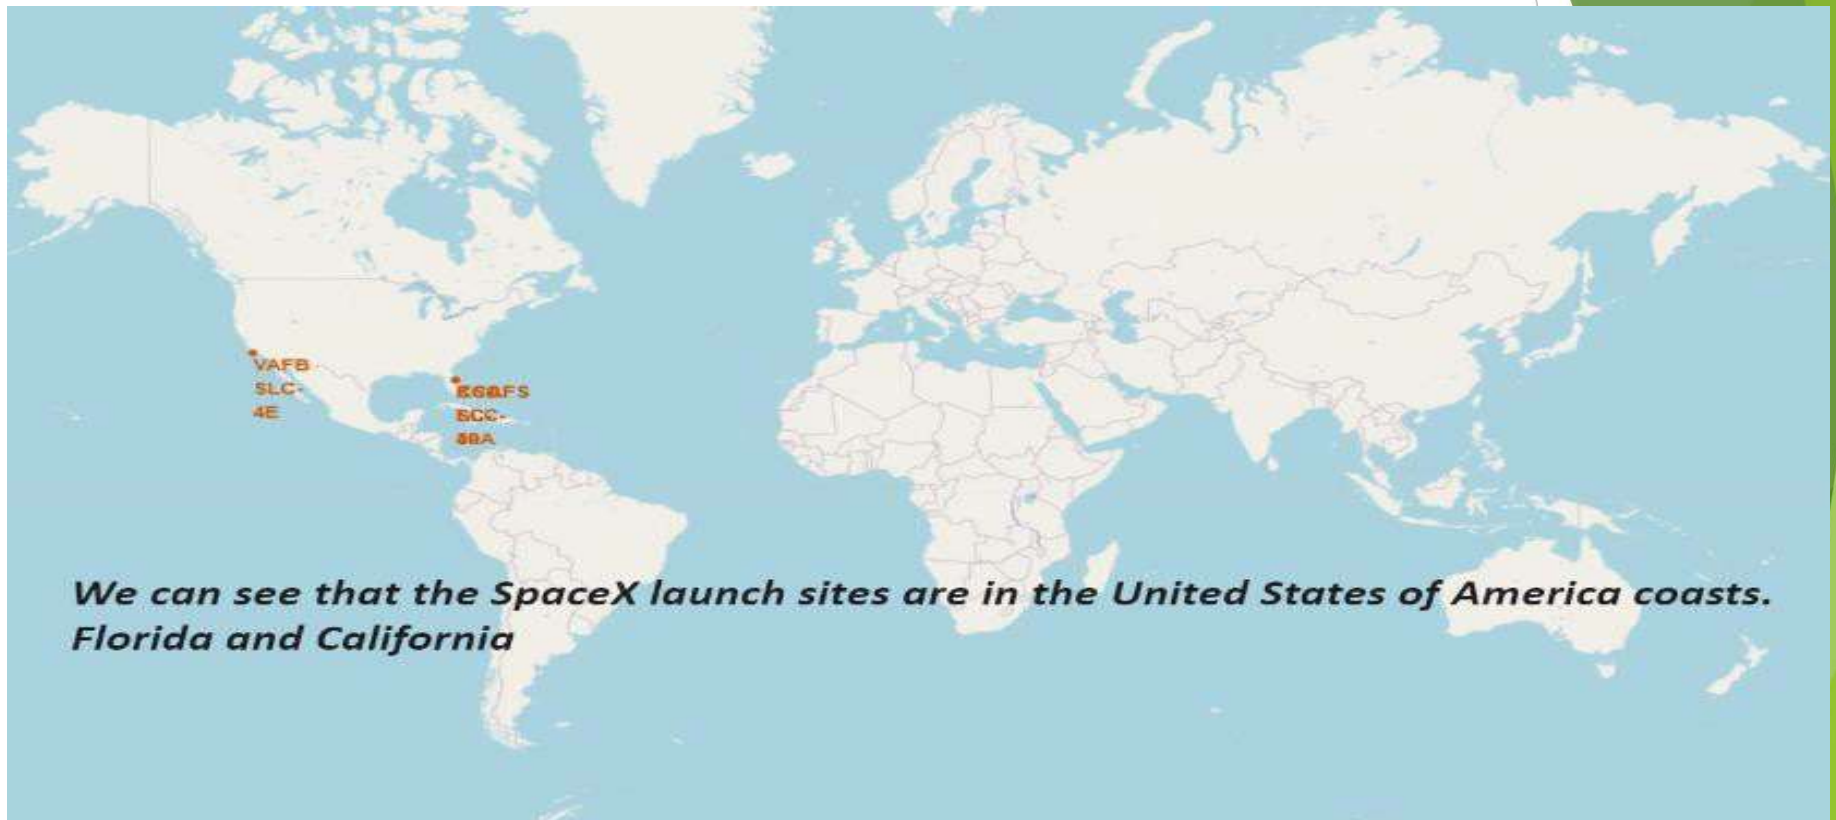 VAFB
SLC-
4E
We can see that the SpaceX launch sites are in the United States of America coasts.
Florida and California